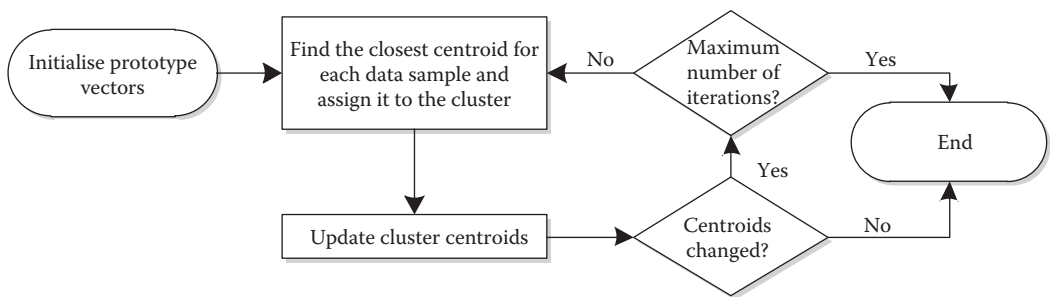 Initialise prototype
vectors
Find the closest centroid for
each data sample and
assign it to the cluster
No
Maximum
number of
iterations?
Yes
End
Yes
Update cluster centroids
Centroids
changed?
No